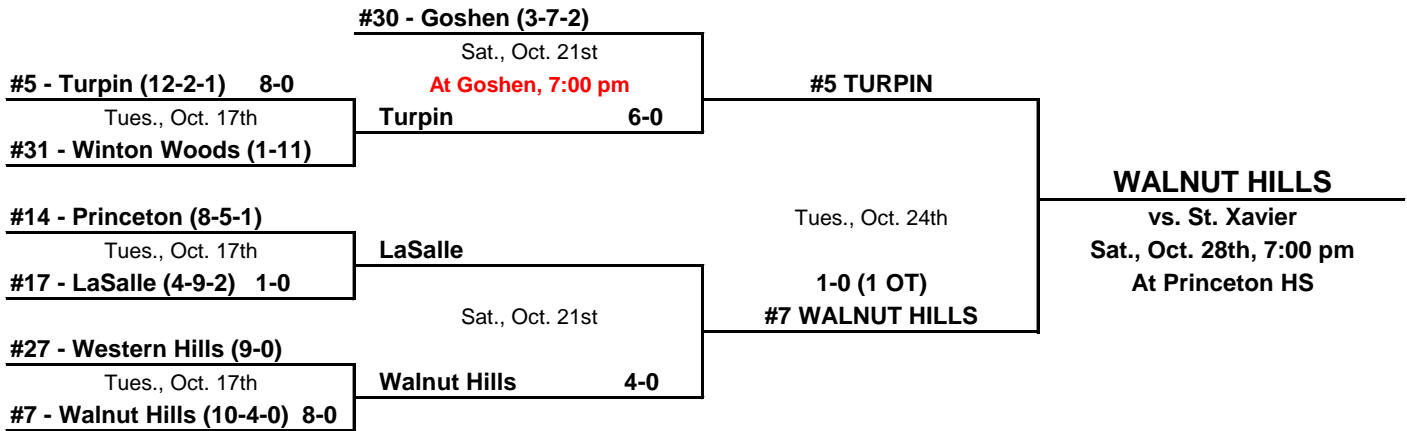 #30 - Goshen (3-7-2)
Sat., Oct. 21st
#5 - Turpin (12-2-1) 8-0
At Goshen, 7:00 pm
#5 TURPIN
Tues., Oct. 17th
Turpin 6-0
#31 - Winton Woods (1-11)
WALNUT HILLS
#14 - Princeton (8-5-1)
Tues., Oct. 24th
vs. St. Xavier
Tues., Oct. 17th
LaSalle
Sat., Oct. 28th, 7:00 pm
#17 - LaSalle (4-9-2) 1-0
1-0 (1 OT)
At Princeton HS
Sat., Oct. 21st
#7 WALNUT HILLS
#27 - Western Hills (9-0)
Tues., Oct. 17th
Walnut Hills 4-0
#7 - Walnut Hills (10-4-0) 8-0